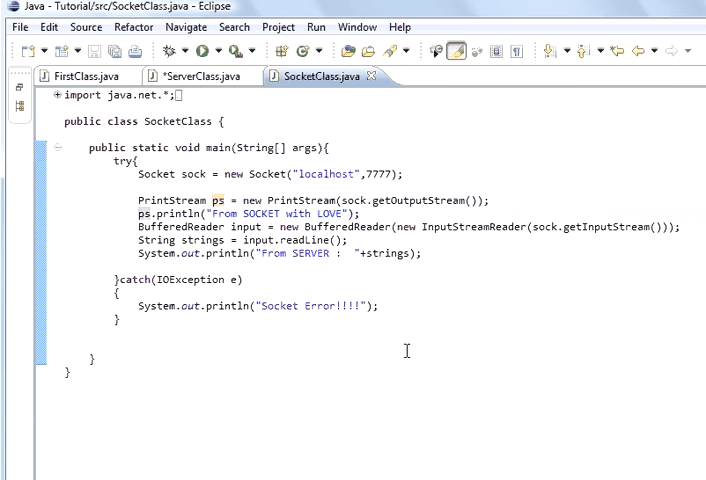 Java - Tutorial/src/SocketClass.java - Eclipse
File Edit Source Refactor Navigate Search Project Run Window Help
FirstClass.java *ServerClass.java SocketClass.java
import java.net.*;
public class SocketClass {
public static void main(String[] args){
try{
Socket sock = new Socket("localhost",7777);
PrintStream ps = new PrintStream(sock.getOutputStream());
ps.println("From SOCKET with LOVE");
BufferedReader input = new BufferedReader(new InputStreamReader(sock.getInputStream()));
String strings = input.readLine();
System.out.println("From SERVER :  "+strings);
}catch(IOException e)
{
System.out.println("Socket Error!!!!");
}
}
}